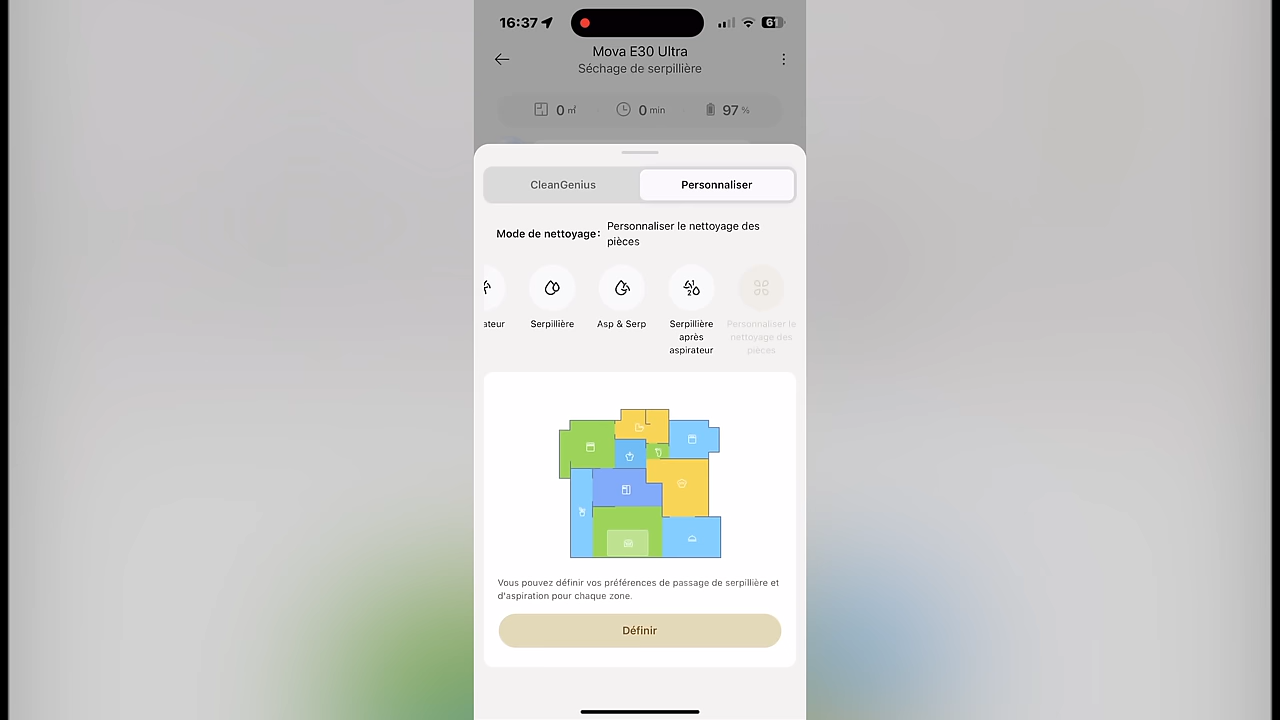 16:37
61
Mova E30 Ultra
Séchage de serpillière
0 ㎡
0 min
97 %
CleanGenius
Personnaliser
Mode de nettoyage:
Personnaliser le nettoyage des
pièces
ateur
Serpillière
Asp & Serp
Serpillière
après
aspirateur
Personnaliser le
nettoyage des
pièces
Vous pouvez définir vos préférences de passage de serpillière et
d'aspiration pour chaque zone.
Définir